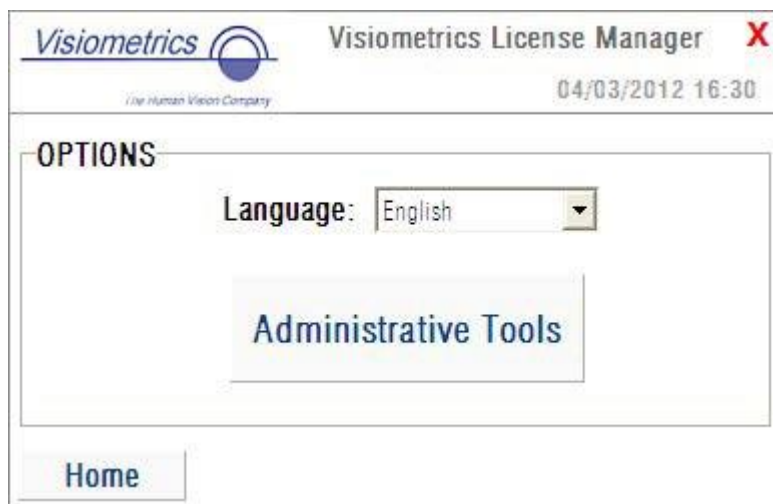 Visiometrics
The Human Vision Company
Visiometrics License Manager X
04/03/2012 16:30
OPTIONS
Language: English
Administrative Tools
Home